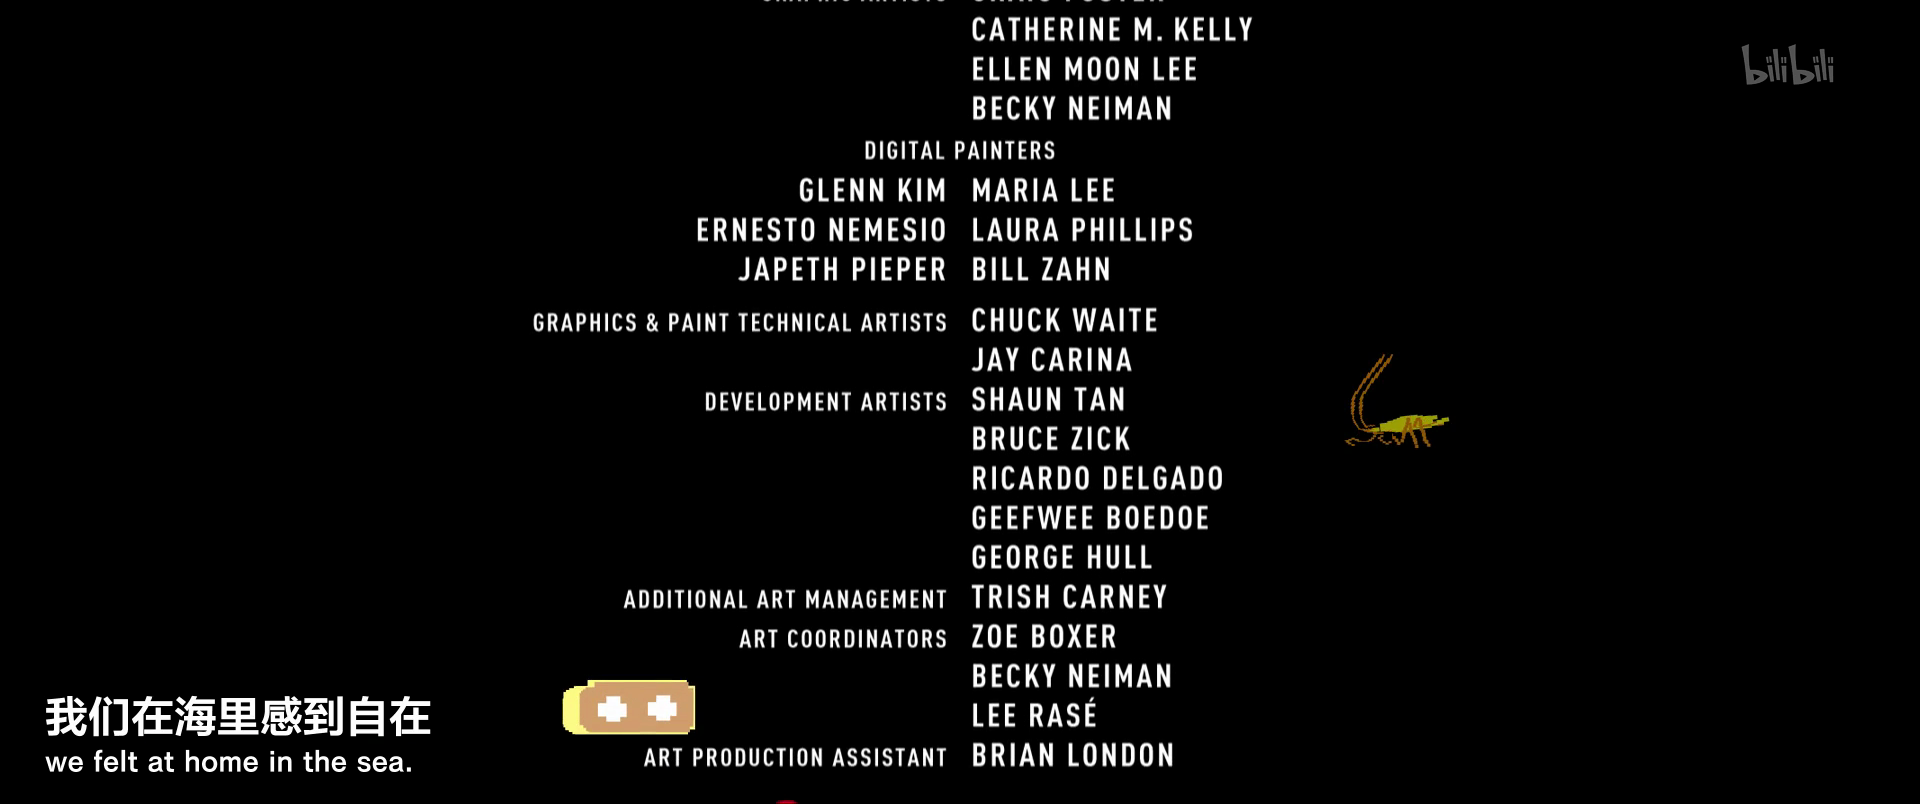 CATHERINE M. KELLY
bilibili
ELLEN MOON LEE
BECKY NEIMAN
DIGITAL PAINTERS
GLENN KIM MARIA LEE
ERNESTO NEMESIO LAURA PHILLIPS
JAPETH PIEPER BILL ZAHN
GRAPHICS & PAINT TECHNICAL ARTISTS CHUCK WAITE
JAY CARINA
DEVELOPMENT ARTISTS SHAUN TAN
BRUCE ZICK
RICARDO DELGADO
GEEFWEE BOEDOE
GEORGE HULL
ADDITIONAL ART MANAGEMENT TRISH CARNEY
ART COORDINATORS ZOE BOXER
BECKY NEIMAN
LEE RASÉ
ART PRODUCTION ASSISTANT BRIAN LONDON
我们在海里感到自在
we felt at home in the sea.